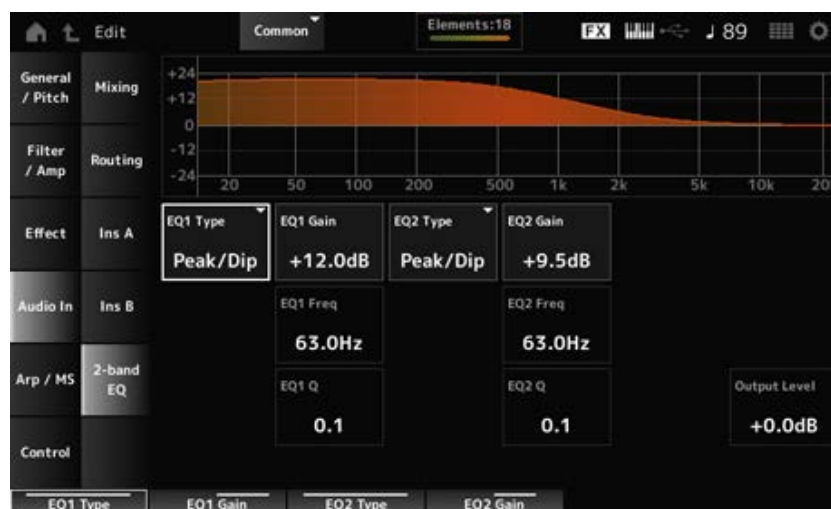 Edit
Common
Elements:18
FX
♩ 89
General
/ Pitch
Mixing
Filter
/ Amp
Routing
Effect
Ins A
Audio In
Ins B
Arp / MS
2-band
EQ
Control
+24
+12
0
-12
-24
20 50 100 200 500 1k 2k 5k 10k 20
EQ1 Type
Peak/Dip
EQ1 Gain
+12.0dB
EQ2 Type
Peak/Dip
EQ2 Gain
+9.5dB
EQ1 Freq
63.0Hz
EQ2 Freq
63.0Hz
EQ1 Q
0.1
EQ2 Q
0.1
Output Level
+0.0dB
EQ1 Type
EQ1 Gain
EQ2 Type
EQ2 Gain